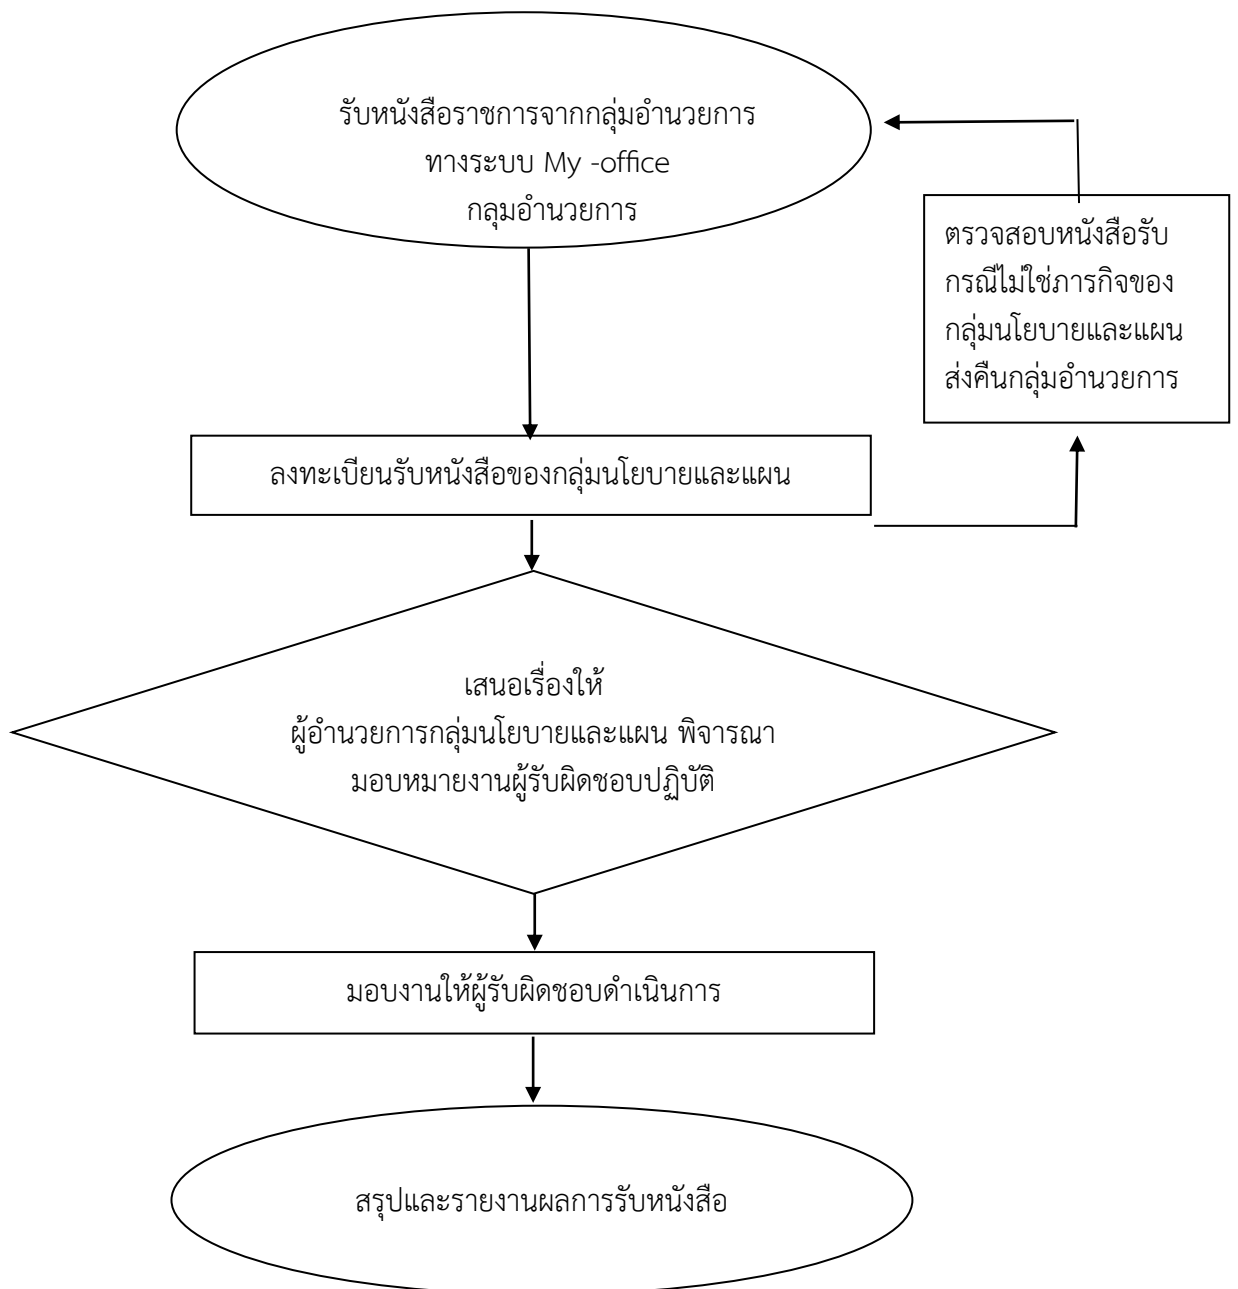 รับหนังสือราชการจากกลุ่มอำนวยการ
ทางระบบ My -office
กลุมอำนวยการ
ตรวจสอบหนังสือรับ
กรณีไม่ใช่ภารกิจของ
กลุ่มนโยบายและแผน
ส่งคืนกลุ่มอำนวยการ
ลงทะเบียนรับหนังสือของกลุ่มนโยบายและแผน
เสนอเรื่องให้
ผู้อำนวยการกลุ่มนโยบายและแผน พิจารณา
มอบหมายงานผู้รับผิดชอบปฏิบัติ
มอบงานให้ผู้รับผิดชอบดำเนินการ
สรุปและรายงานผลการรับหนังสือ